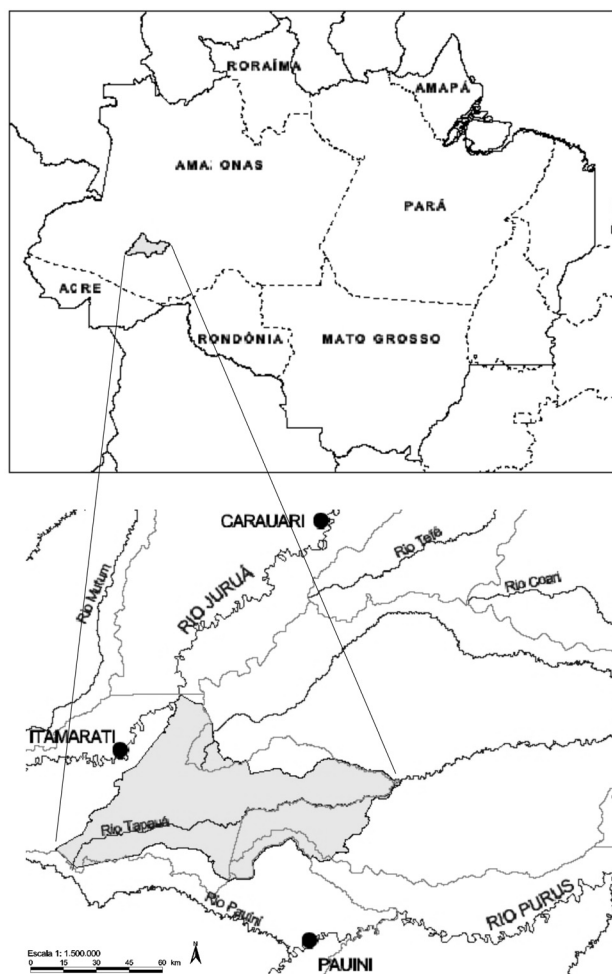 RORAÍMA
AMAPÁ
AMAZONAS
PARÁ
ACRE
RONDÔNIA
MATO GROSSO
CARAUARI
Rio Tefé
Rio Coari
Rio Mutum
RIO JURUÁ
ITAMARATI
Rio Tapauá
Rio Pauini
RIO PURUS
PAUINI
Escala 1: 1.500.000
0 15 30 45 60 km
N